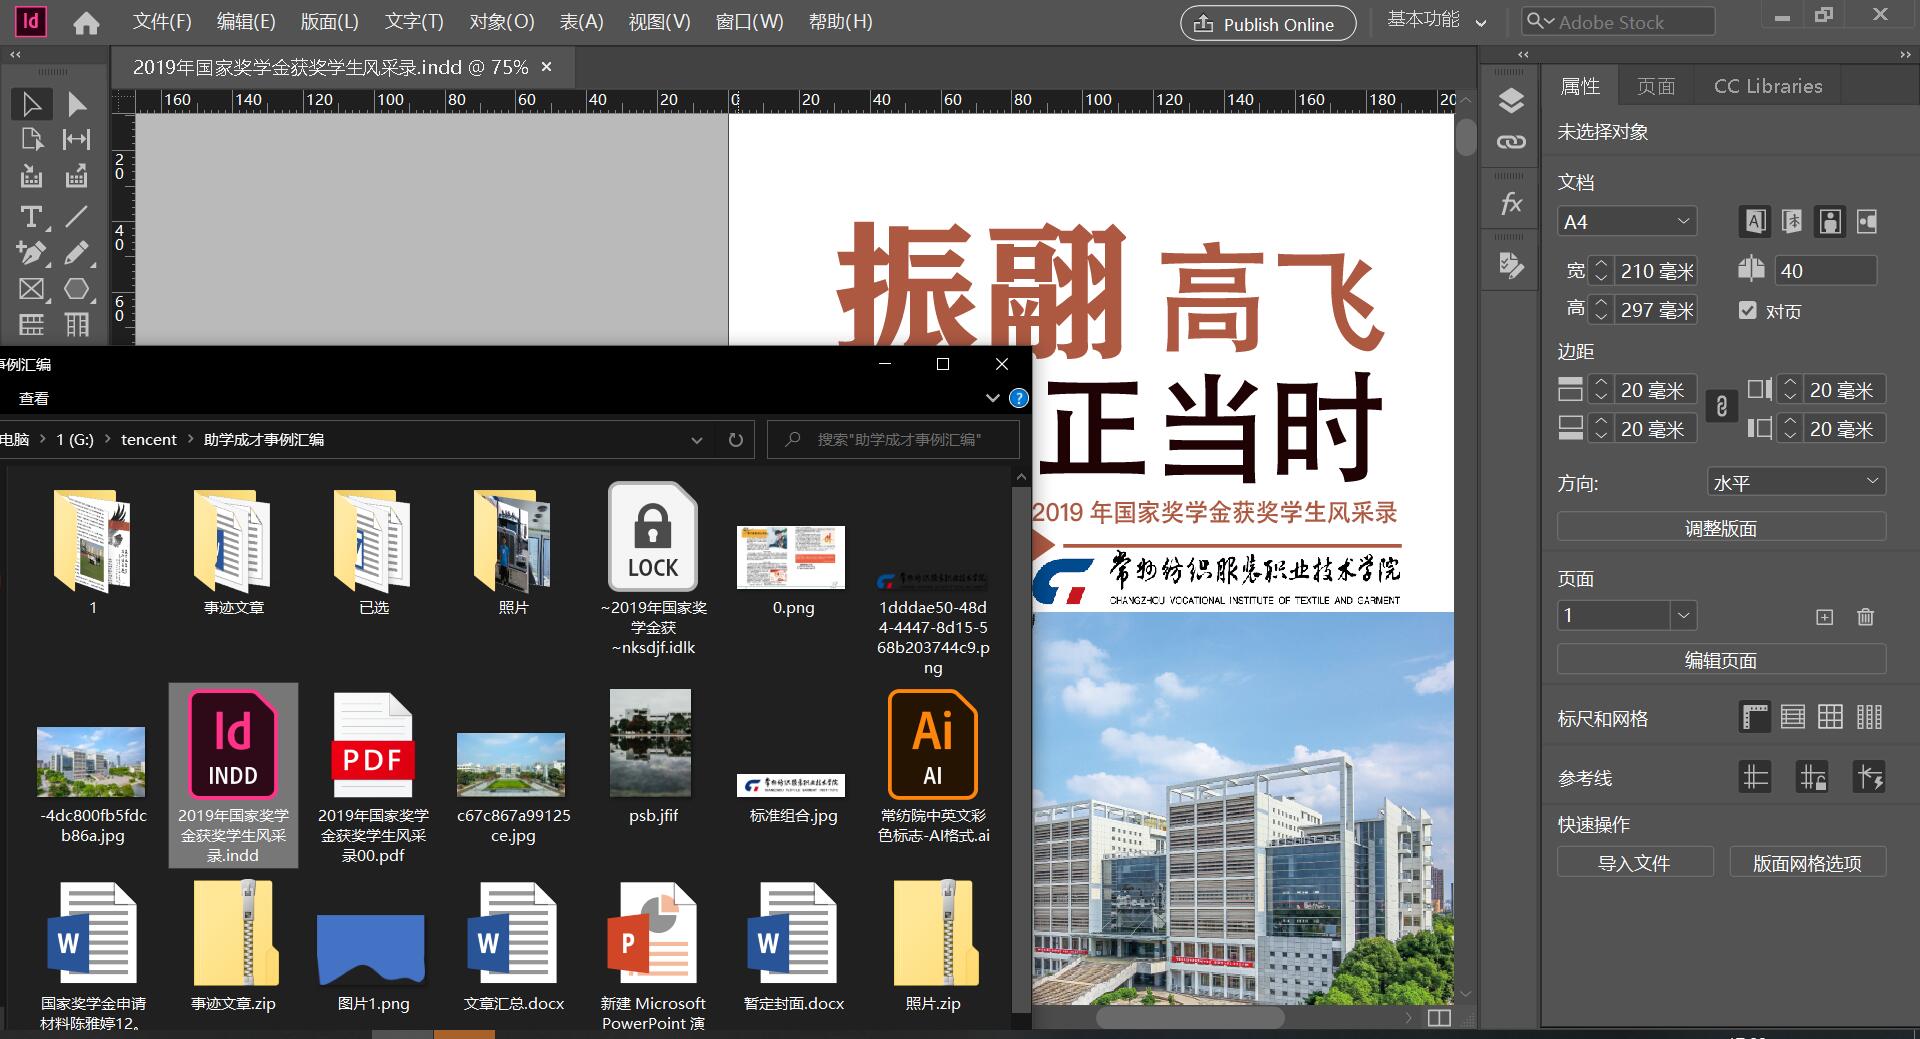 Id
文件(F) 编辑(E) 版面(L) 文字(T) 对象(O) 表(A) 视图(V) 窗口(W) 帮助(H)
Publish Online
基本功能
Adobe Stock
2019年国家奖学金获奖学生风采录.indd @ 75% ×
160 140 120 100 80 60 40 20 0 20 40 60 80 100 120 140 160 180 20
20
40
60
振翮高飞
正当时
2019 年国家奖学金获奖学生风采录
常州纺织服装职业技术学院
CHANGZHOU VOCATIONAL INSTITUTE OF TEXTILE AND GARMENT
事例汇编
查看
电脑 > 1 (G:) > tencent > 助学成才事例汇编
搜索"助学成才事例汇编"
1
事迹文章
已选
照片
LOCK
~2019年国家奖
学金获
~nksdjf.idlk
0.png
1dddae50-48d
4-4447-8d15-5
68b203744c9.p
ng
-4dc800fb5fdc
b86a.jpg
Id
INDD
2019年国家奖学
金获奖学生风采
录.indd
PDF
2019年国家奖学
金获奖学生风采
录00.pdf
c67c867a99125
ce.jpg
psb.jfif
标准组合.jpg
Ai
AI
常纺院中英文彩
色标志-AI格式.ai
W
国家奖学金申请
材料陈雅婷12。
事迹文章.zip
图片1.png
W
文章汇总.docx
P
新建 Microsoft
PowerPoint 演
W
暂定封面.docx
照片.zip
属性 页面 CC Libraries
未选择对象
文档
A4
宽 210 毫米 40
高 297 毫米 对页
边距
20 毫米 20 毫米
20 毫米 20 毫米
方向: 水平
调整版面
页面
1
编辑页面
标尺和网格
参考线
快速操作
导入文件 版面网格选项